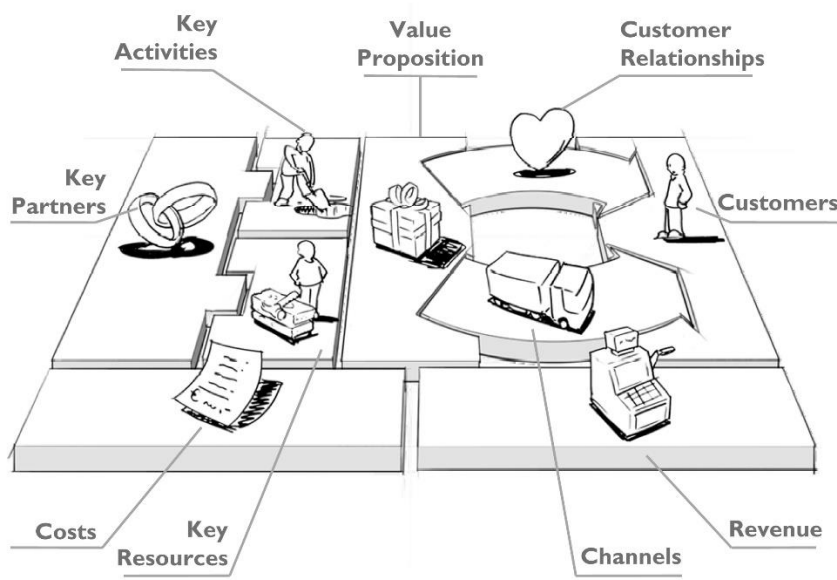 Key
Activities
Value
Proposition
Customer
Relationships
Key
Partners
Customers
Costs
Key
Resources
Channels
Revenue